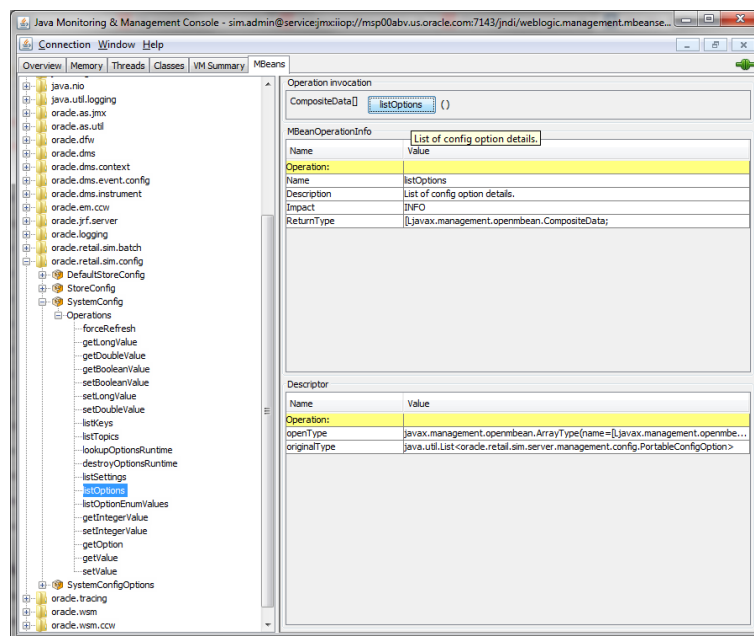 Java Monitoring & Management Console - sim.admin@service:jmx:iiop://msp00abv.us.oracle.com:7143/jndi/weblogic.management.mbeanse...
Connection Window Help
Overview Memory Threads Classes VM Summary MBeans
java.nio
java.util.logging
oracle.as.jmx
oracle.as.util
oracle.dfw
oracle.dms
oracle.dms.context
oracle.dms.event.config
oracle.dms.instrument
oracle.em.ccw
oracle.jrf.server
oracle.logging
oracle.retail.sim.batch
oracle.retail.sim.config
DefaultStoreConfig
StoreConfig
SystemConfig
Operations
forceRefresh
getLongValue
getDoubleValue
getBooleanValue
setBooleanValue
setLongValue
setDoubleValue
listKeys
listTopics
lookupOptionsRuntime
destroyOptionsRuntime
listSettings
listOptions
listOptionEnumValues
getIntegerValue
setIntegerValue
getOption
getValue
setValue
SystemConfigOptions
oracle.tracing
oracle.wsm
oracle.wsm.ccw
Operation invocation
CompositeData[] listOptions ()
List of config option details.
MBeanOperationInfo
Name Value
Operation:
Name listOptions
Description List of config option details.
Impact INFO
ReturnType [Ljavax.management.openmbean.CompositeData;
Descriptor
Name Value
Operation:
openType javax.management.openmbean.ArrayType(name=[Ljavax.management.openmbe...
originalType java.util.List<oracle.retail.sim.server.management.config.PortableConfigOption>